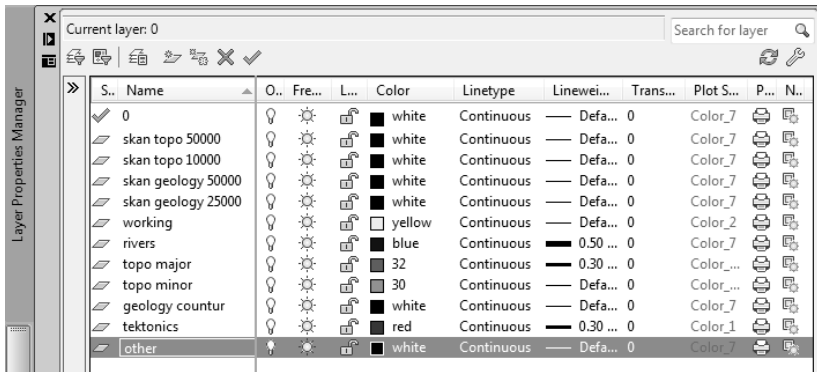 Current layer: 0
Search for layer
Layer Properties Manager
S.. Name O.. Fre... L... Color Linetype Linewei... Trans... Plot S... P... N..
0 white Continuous Defa... 0 Color_7
skan topo 50000 white Continuous Defa... 0 Color_7
skan topo 10000 white Continuous Defa... 0 Color_7
skan geology 50000 white Continuous Defa... 0 Color_7
skan geology 25000 white Continuous Defa... 0 Color_7
working yellow Continuous Defa... 0 Color_2
rivers blue Continuous 0.50 ... 0 Color_7
topo major 32 Continuous 0.30 ... 0 Color_...
topo minor 30 Continuous Defa... 0 Color_...
geology countur white Continuous Defa... 0 Color_7
tektonics red Continuous 0.30 ... 0 Color_1
other white Continuous Defa... 0 Color_7